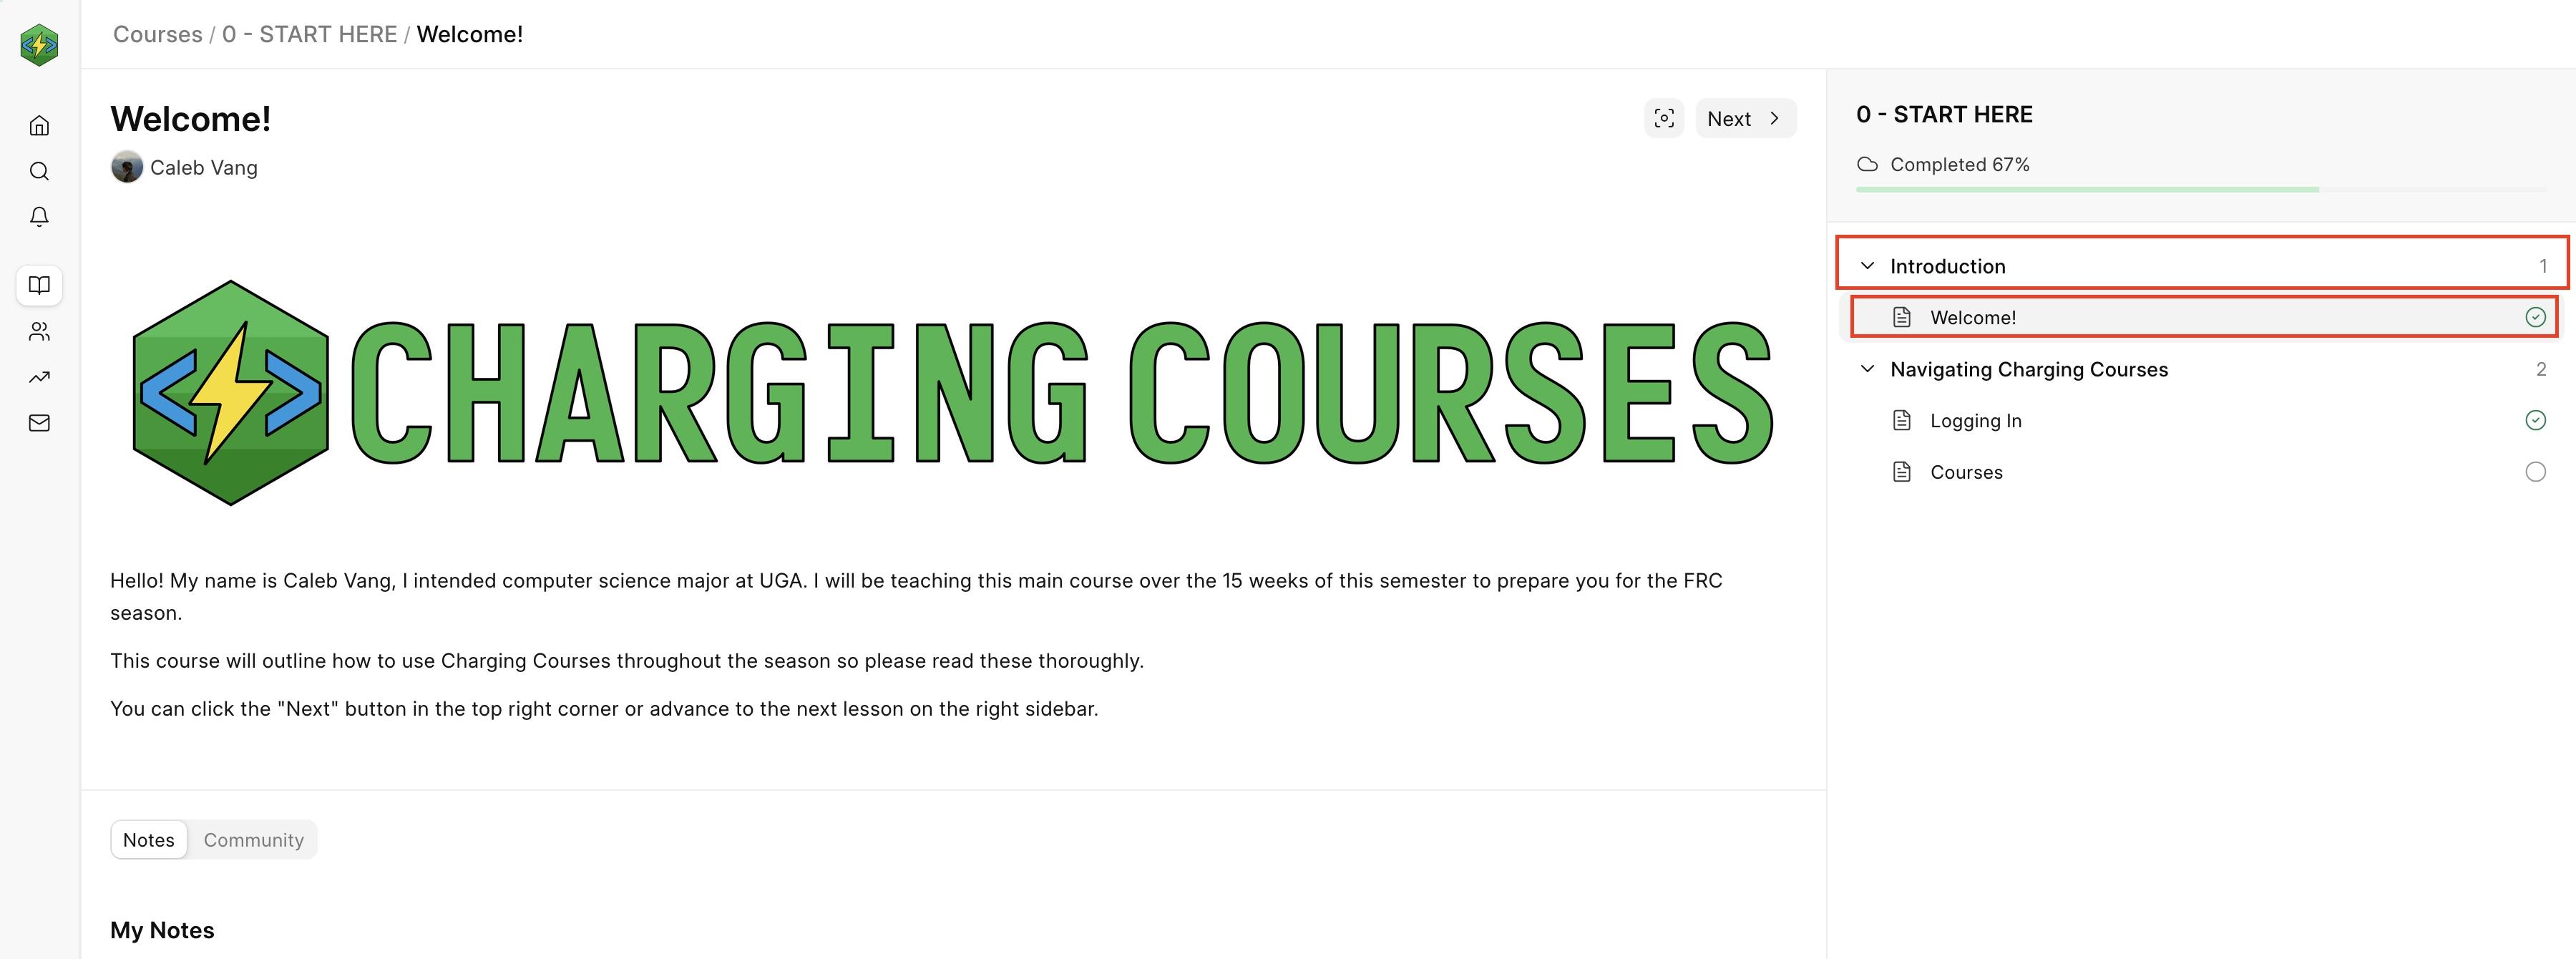 Courses / 0 - START HERE / Welcome!
Welcome!
Next
Caleb Vang
CHARGING COURSES
Hello! My name is Caleb Vang, I intended computer science major at UGA. I will be teaching this main course over the 15 weeks of this semester to prepare you for the FRC
season.
This course will outline how to use Charging Courses throughout the season so please read these thoroughly.
You can click the "Next" button in the top right corner or advance to the next lesson on the right sidebar.
Notes Community
My Notes
0 - START HERE
Completed 67%
Introduction 1
Welcome!
Navigating Charging Courses 2
Logging In
Courses